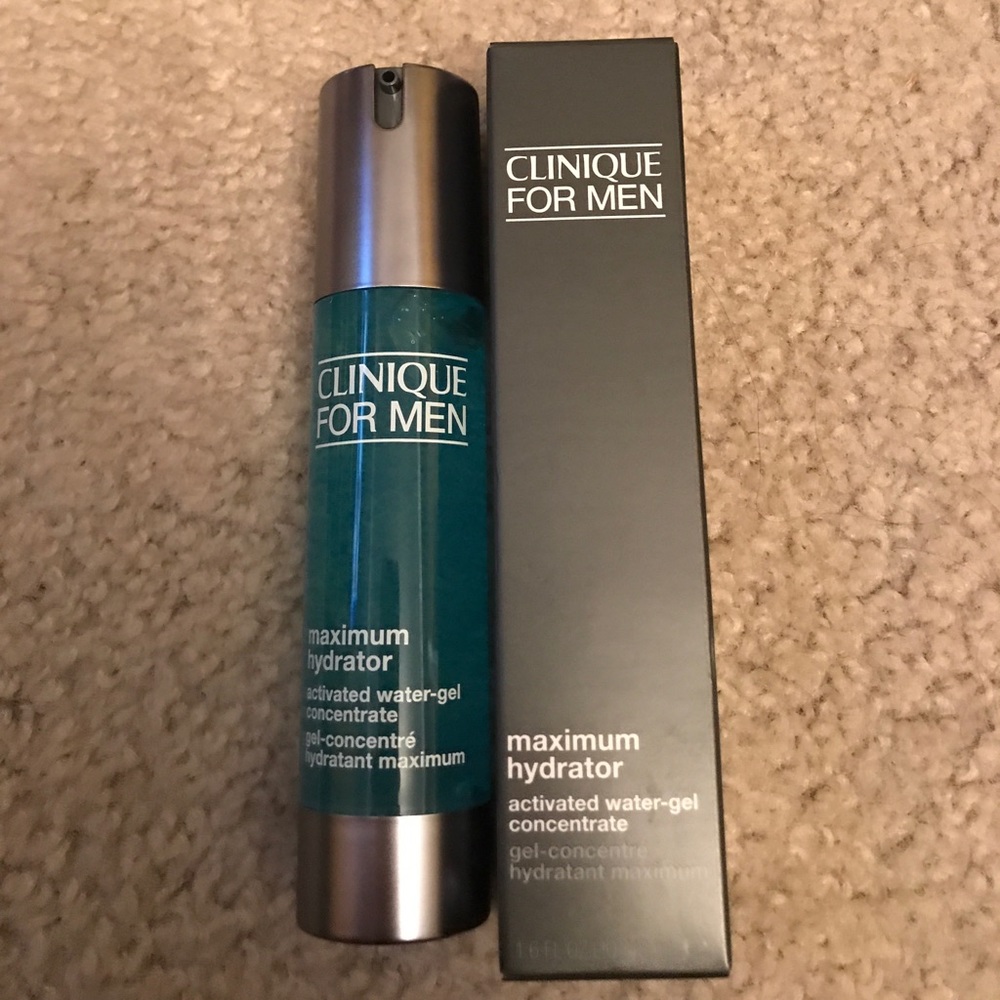 CLINIQUE
FOR MEN
maximum
hydrator
activated water-gel
concentrate
gel-concentré
hydratant maximum
CLINIQUE
FOR MEN
maximum
hydrator
activated water-gel
concentrate
gel-concentré
hydratant maximum